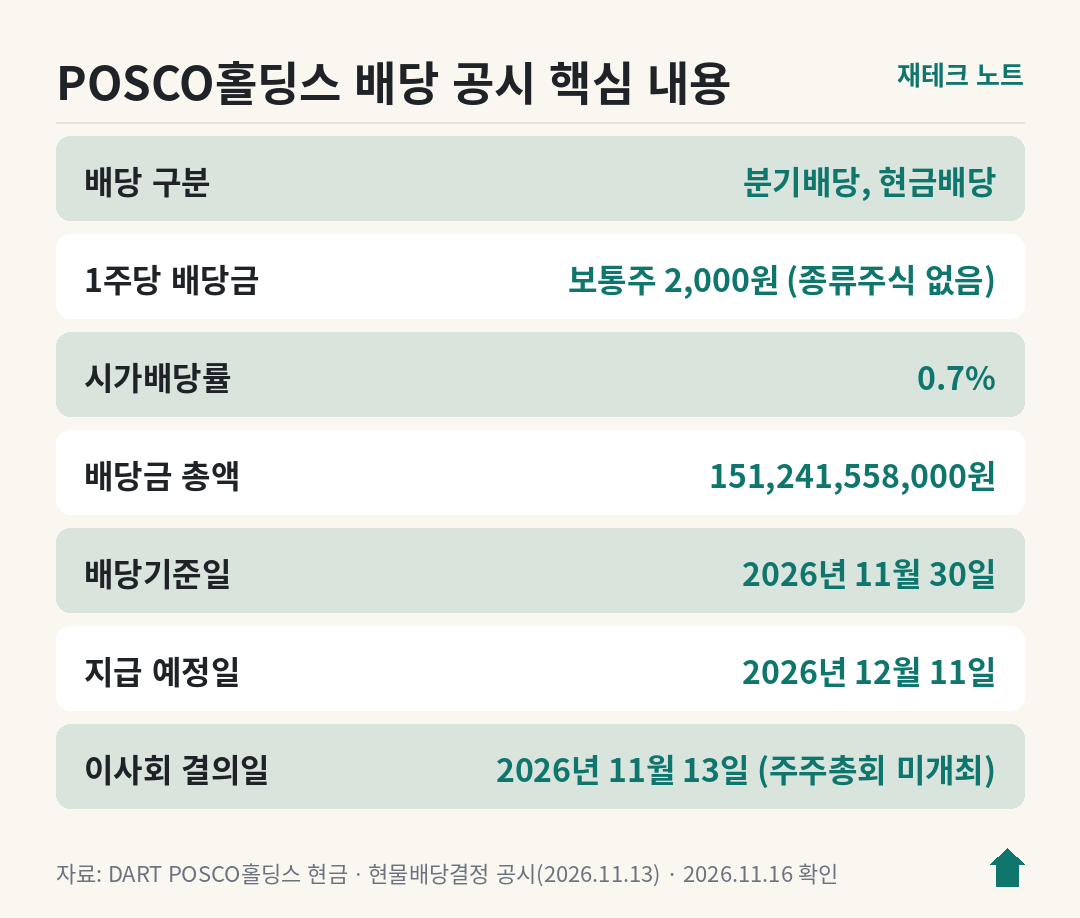 POSCO홀딩스 배당 공시 핵심 내용
재테크 노트
배당 구분 분기배당, 현금배당
1주당 배당금 보통주 2,000원 (종류주식 없음)
시가배당률 0.7%
배당금 총액 151,241,558,000원
배당기준일 2026년 11월 30일
지급 예정일 2026년 12월 11일
이사회 결의일 2026년 11월 13일 (주주총회 미개최)
자료: DART POSCO홀딩스 현금 · 현물배당결정 공시(2026.11.13) · 2026.11.16 확인